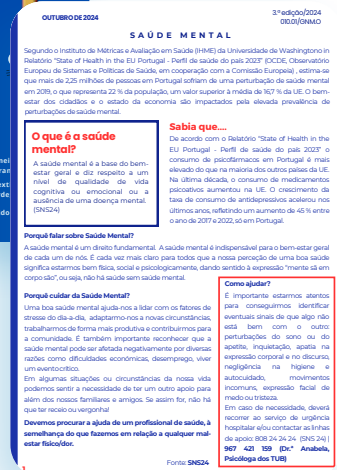 OUTUBRO DE 2024
3.ª edição/2024
010.01/GNMO
SAÚDE MENTAL
Segundo o Instituto de Métricas e Avaliação em Saúde (IHME) da Universidade de Washingtono in
Relatório "State of Health in the EU Portugal - Perfil de saúde do país 2023" (OCDE, Observatório
Europeu de Sistemas e Políticas de Saúde, em cooperação com a Comissão Europeia) , estima-se
que mais de 2,25 milhões de pessoas em Portugal sofriam de uma perturbação de saúde mental
em 2019, o que representa 22 % da população, um valor superior à média de 16,7 % da UE. O bem-
estar dos cidadãos e o estado da economia são impactados pela elevada prevalência de
perturbações de saúde mental.
O que é a saúde
mental?
A saúde mental é a base do bem-
estar geral e diz respeito a um
nível de qualidade de vida
cognitiva ou emocional ou a
ausência de uma doença mental.
(SNS24)
Sabia que....
De acordo com o Relatório "State of Health in the
EU Portugal - Perfil de saúde do país 2023" o
consumo de psicofármacos em Portugal é mais
elevado do que na maioria dos outros países da UE.
Na última década, o consumo de medicamentos
psicoativos aumentou na UE. O crescimento da
taxa de consumo de antidepressivos acelerou nos
últimos anos, refletindo um aumento de 45 % entre
o ano de 2017 e 2022, só em Portugal.
Porquê falar sobre Saúde Mental?
A saúde mental é um direito fundamental. A saúde mental é indispensável para o bem-estar geral
de cada um de nós. É cada vez mais claro para todos que a nossa perceção de uma boa saúde
significa estarmos bem física, social e psicologicamente, dando sentido à expressão "mente sã em
corpo são", ou seja, não há saúde sem saúde mental.
Porquê cuidar da Saúde Mental?
Uma boa saúde mental ajuda-nos a lidar com os fatores de
stresse do dia-a-dia, adaptarmo-nos a novas circunstâncias,
trabalharmos de forma mais produtiva e contribuirmos para
a comunidade. É também importante reconhecer que a
saúde mental pode ser afetada negativamente por diversas
razões como dificuldades económicas, desemprego, viver
um evento crítico.
Em algumas situações ou circunstâncias da nossa vida
podemos sentir a necessidade de ter um outro apoio para
além dos nossos familiares e amigos. Se assim for, não há
que ter receio ou vergonha!
Devemos procurar a ajuda de um profissional de saúde, à
semelhança do que fazemos em relação a qualquer mal-
estar físico/dor.
Fonte: SNS24
Como ajudar?
É importante estarmos atentos
para conseguirmos identificar
eventuais sinais de que algo não
está bem com o outro:
perturbações do sono ou do
apetite, inquietação, apatia na
expressão corporal e no discurso,
negligência na higiene e
autocuidado, movimentos
incomuns, expressão facial de
medo ou tristeza.
Em caso de necessidade, deverá
recorrer ao serviço de urgência
hospitalar e/ou contactar as linhas
de apoio: 808 24 24 24 (SNS 24) |
967 421 159 (Dr.ª Anabela,
Psicóloga dos TUB)